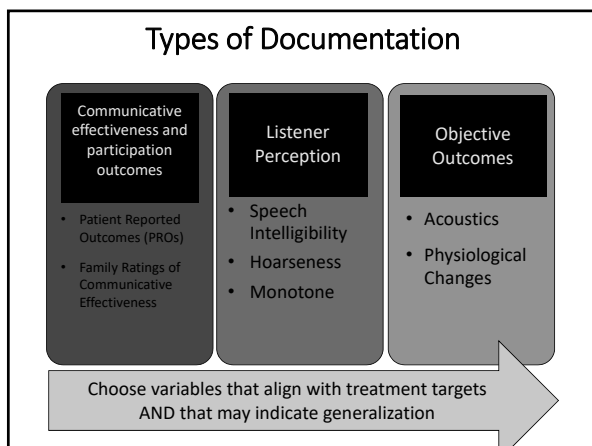 Types of Documentation
Communicative
effectiveness and
participation
outcomes
• Patient Reported
Outcomes (PROs)
• Family Ratings of
Communicative
Effectiveness
Listener
Perception
• Speech
Intelligibility
• Hoarseness
• Monotone
Objective
Outcomes
• Acoustics
• Physiological
Changes
Choose variables that align with treatment targets
AND that may indicate generalization